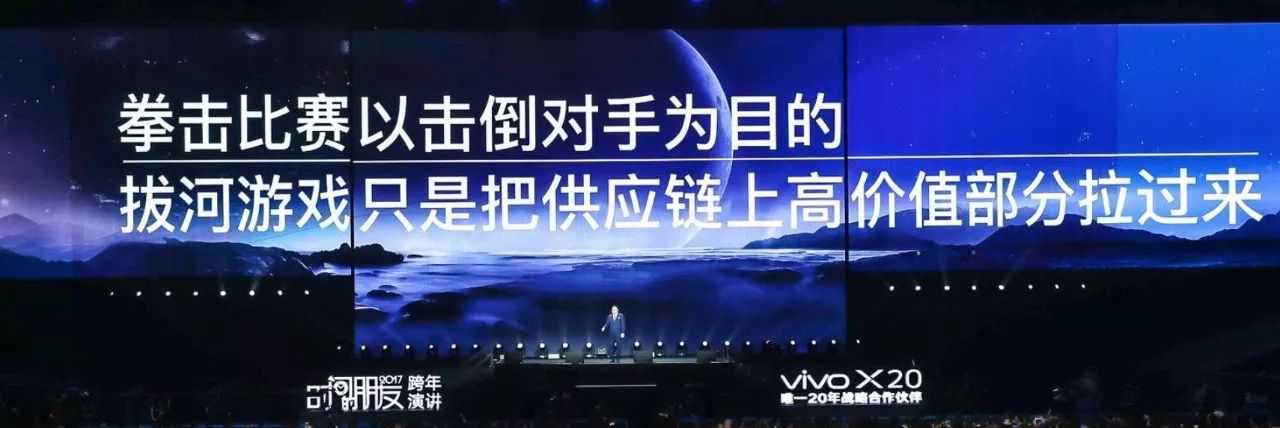 拳击比赛以击倒对手为目的
拔河游戏只是把供应链上高价值部分拉过来
时间的朋友 2017 跨年演讲
vivo X20
唯一20年战略合作伙伴